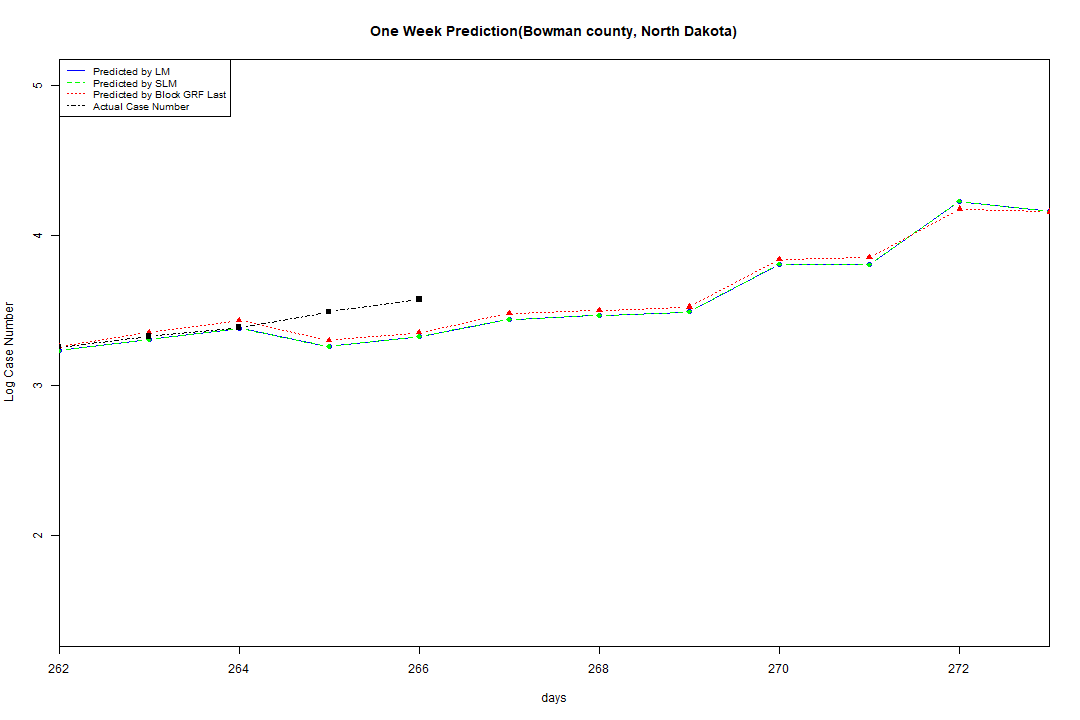 One Week Prediction(Bowman county, North Dakota)
Predicted by LM
Predicted by SLM
Predicted by Block GRF Last
Actual Case Number
5
4
3
2
Log Case Number
262 264 266 268 270 272
days